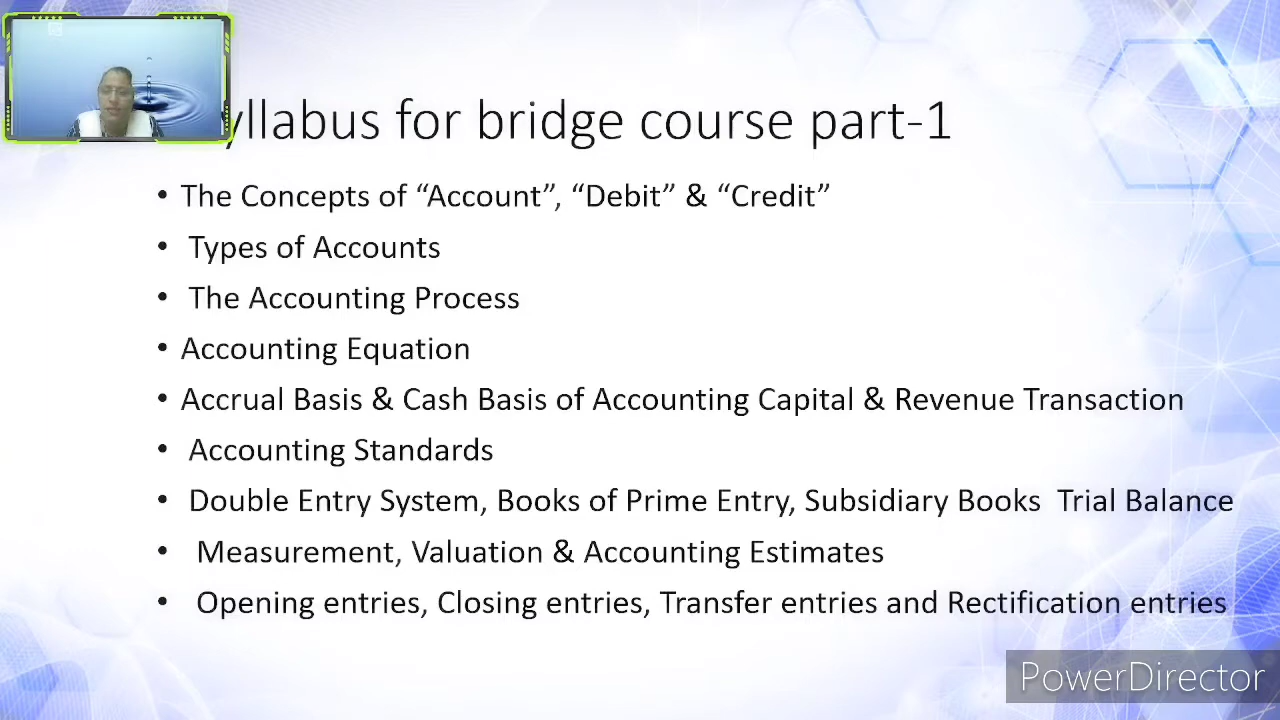 yllabus for bridge course part-1
• The Concepts of “Account”, “Debit” & “Credit”
• Types of Accounts
• The Accounting Process
• Accounting Equation
• Accrual Basis & Cash Basis of Accounting Capital & Revenue Transaction
• Accounting Standards
• Double Entry System, Books of Prime Entry, Subsidiary Books Trial Balance
• Measurement, Valuation & Accounting Estimates
• Opening entries, Closing entries, Transfer entries and Rectification entries
PowerDirector